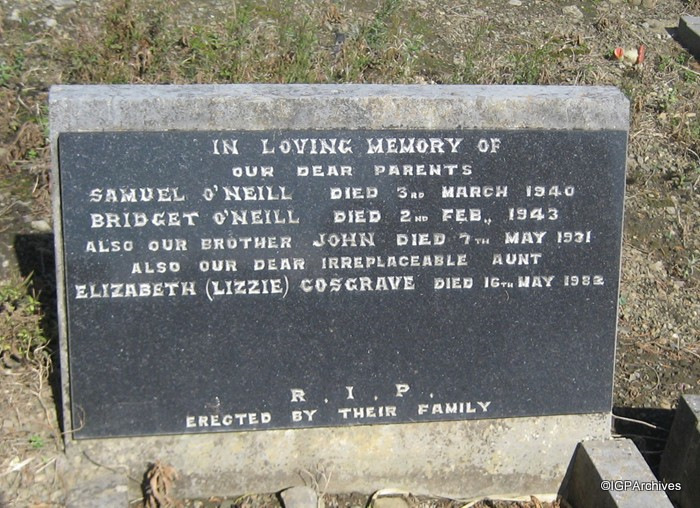 IN LOVING MEMORY OF
OUR DEAR PARENTS
SAMUEL O'NEILL DIED 3RD MARCH 1940
BRIDGET O'NEILL DIED 2ND FEB., 1943
ALSO OUR BROTHER JOHN DIED 7TH MAY 1931
ALSO OUR DEAR IRREPLACEABLE AUNT
ELIZABETH (LIZZIE) COSGRAVE DIED 16TH MAY 1982
R. I. P.
ERECTED BY THEIR FAMILY
©IGPArchives